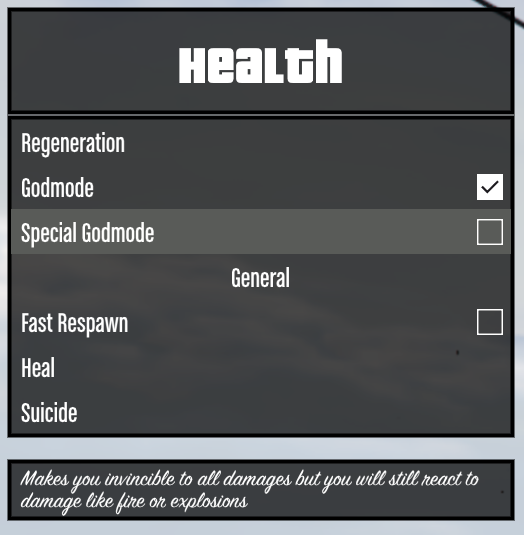 Health
Regeneration
Godmode
Special Godmode
General
Fast Respawn
Heal
Suicide
Makes you invincible to all damages but you will still react to
damage like fire or explosions